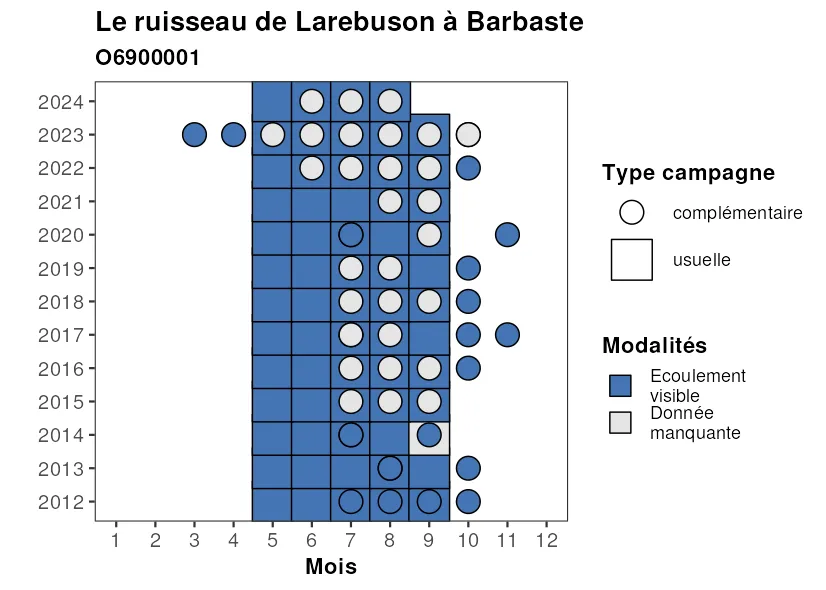 Le ruisseau de Larebuson à Barbaste
O6900001
2024
2023
2022
2021
2020
2019
2018
2017
2016
2015
2014
2013
2012
1 2 3 4 5 6 7 8 9 10 11 12
Mois
Type campagne
complémentaire
usuelle
Modalités
Ecoulement
visible
Donnée
manquante